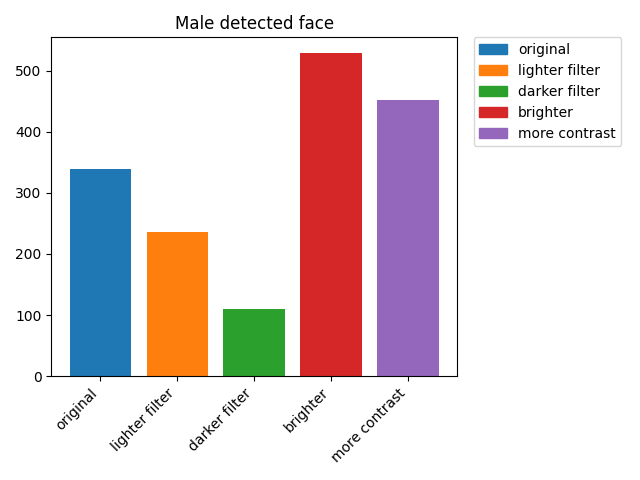 Male detected face
original
lighter filter
darker filter
brighter
more contrast
500
400
300
200
100
0
original
lighter filter
darker filter
brighter
more contrast